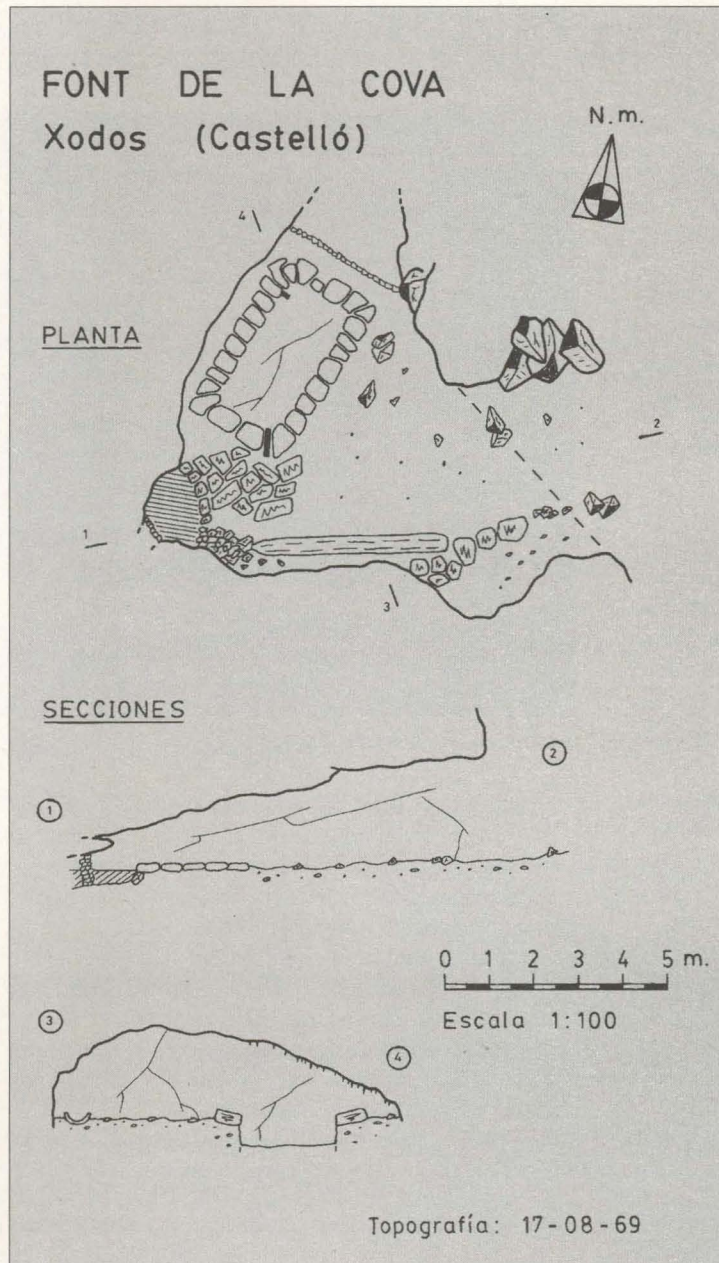 FONT DE LA COVA
Xodos (Castelló)
N.m.
4
PLANTA
2
1
3
SECCIONES
2
1
0 1 2 3 4 5 m.
Escala 1:100
3
4
Topografía: 17-08-69